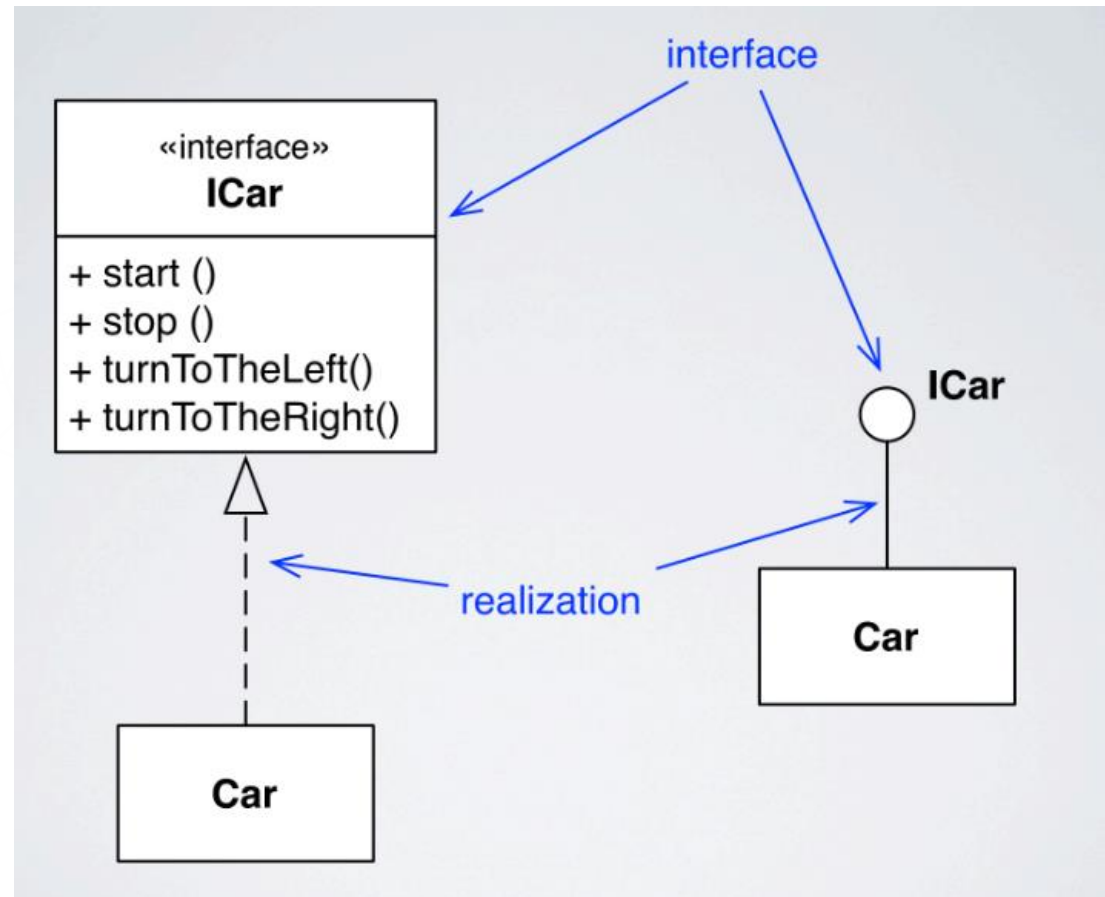 interface
«interface»
ICar
+ start ()
+ stop ()
+ turnToTheLeft()
+ turnToTheRight()
ICar
realization
Car
Car